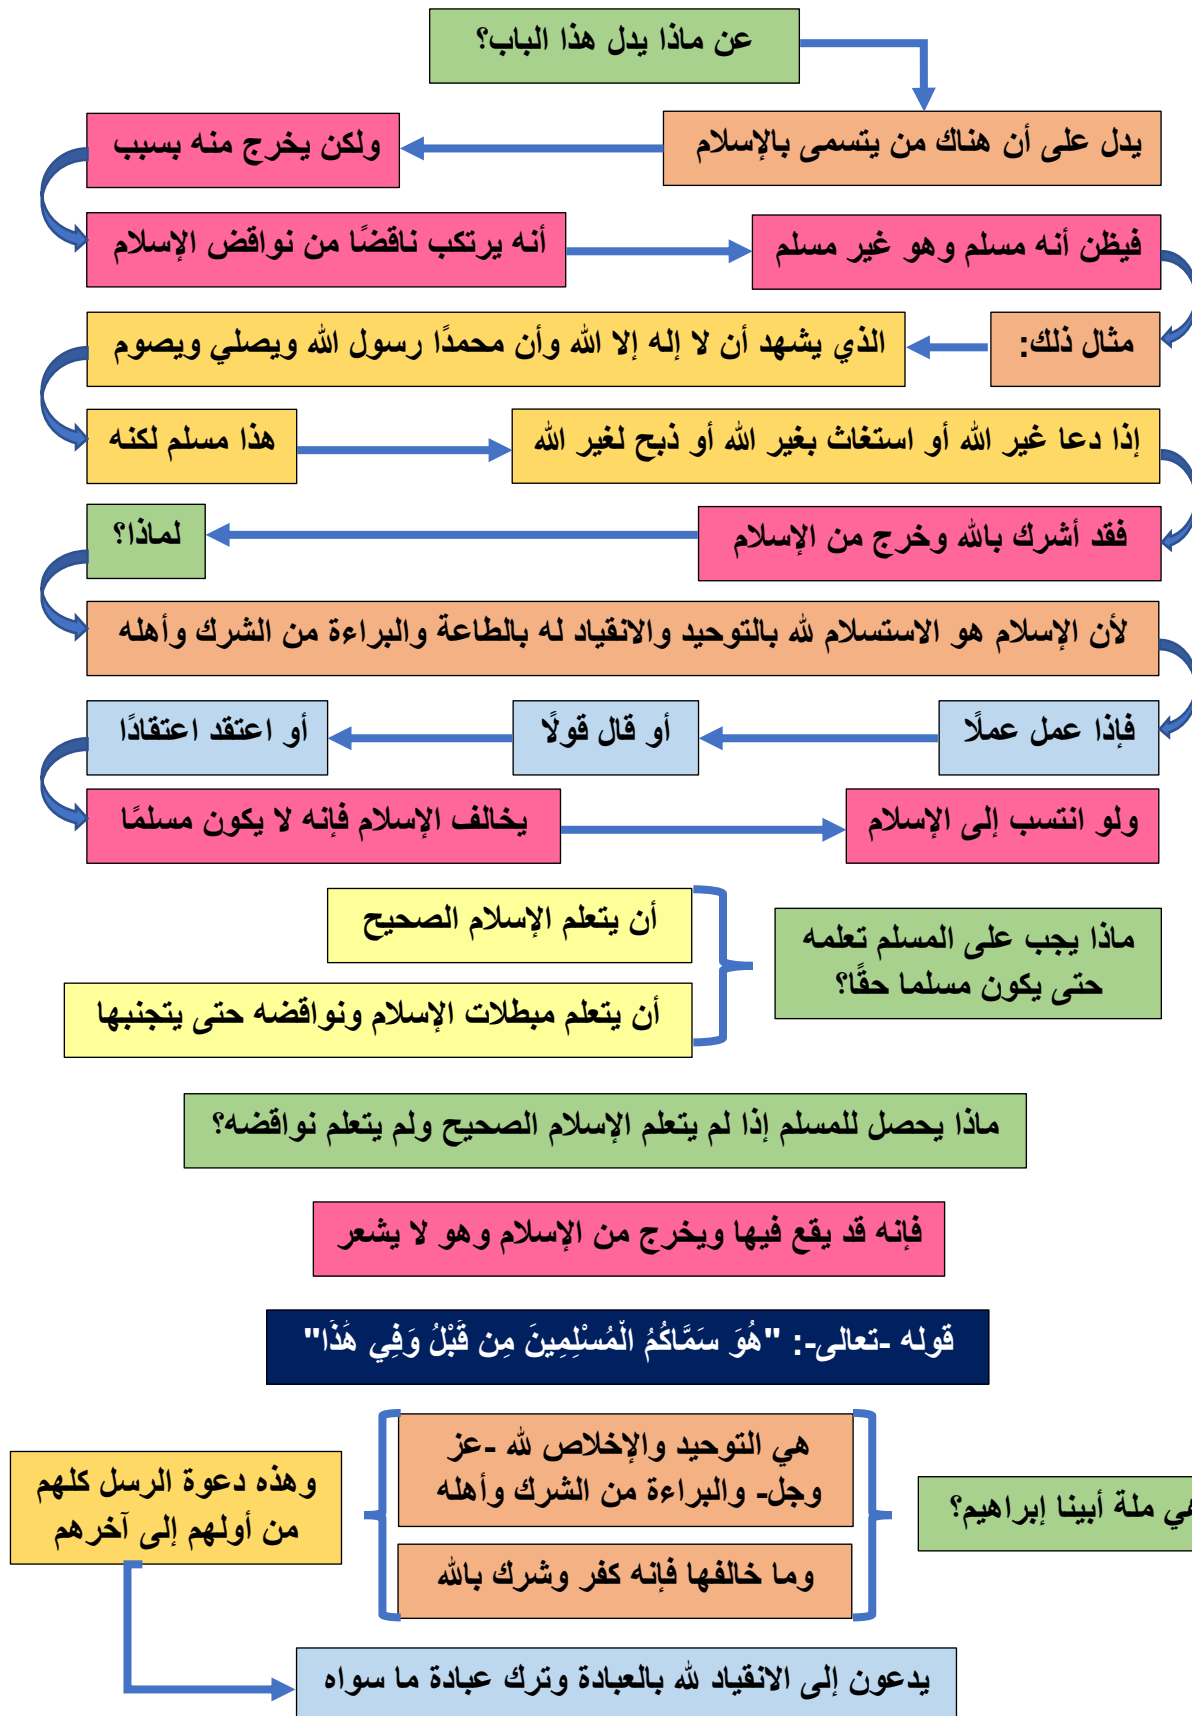 عن ماذا يدل هذا الباب؟
يدل على أن هناك من يتسمى بالإسلام
ولكن يخرج منه بسبب
أنه يرتكب ناقضًا من نواقض الإسلام
فيظن أنه مسلم وهو غير مسلم
مثال ذلك:
الذي يشهد أن لا إله إلا الله وأن محمدًا رسول الله ويصلي ويصوم
هذا مسلم لكنه
إذا دعا غير الله أو استغاث بغير الله أو ذبح لغير الله
فقد أشرك بالله وخرج من الإسلام
لماذا؟
لأن الإسلام هو الاستسلام لله بالتوحيد والانقياد له بالطاعة والبراءة من الشرك وأهله
فإذا عمل عملًا
أو قال قولًا
أو اعتقد اعتقادًا
يخالف الإسلام فإنه لا يكون مسلمًا
ولو انتسب إلى الإسلام
ماذا يجب على المسلم تعلمه
حتى يكون مسلما حقًا؟
أن يتعلم الإسلام الصحيح
أن يتعلم مبطلات الإسلام ونواقضه حتى يتجنبها
ماذا يحصل للمسلم إذا لم يتعلم الإسلام الصحيح ولم يتعلم نواقضه؟
فإنه قد يقع فيها ويخرج من الإسلام وهو لا يشعر
قوله -تعالى-: "هُوَ سَمَّاكُمُ الْمُسْلِمِينَ مِن قَبْلُ وَفِي هَٰذَا"
هي ملة أبينا إبراهيم؟
هي التوحيد والإخلاص لله -عز
وجل- والبراءة من الشرك وأهله
وما خالفها فإنه كفر وشرك بالله
وهذه دعوة الرسل كلهم
من أولهم إلى آخرهم
يدعون إلى الانقياد لله بالعبادة وترك عبادة ما سواه